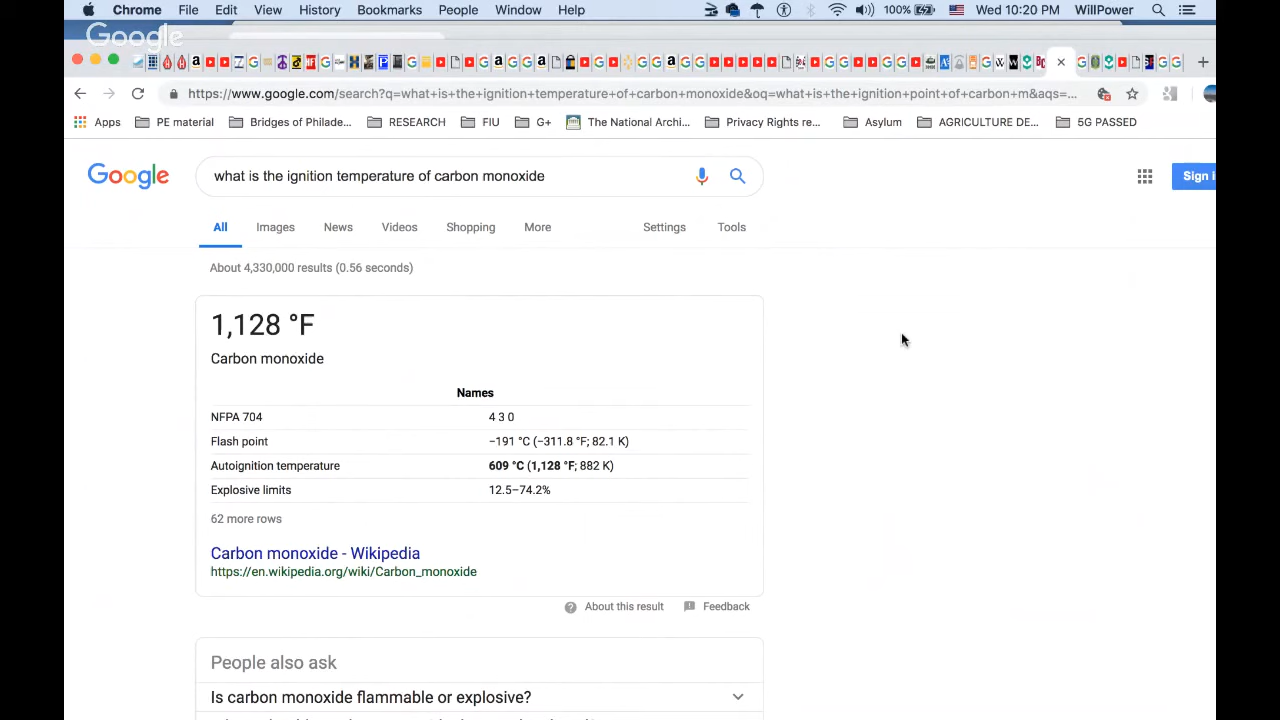 Chrome File Edit View History Bookmarks People Window Help 100% Wed 10:20 PM WillPower
Google
https://www.google.com/search?q=what+is+the+ignition+temperature+of+carbon+monoxide&oq=what+is+the+ignition+point+of+carbon+m&aqs=...
Apps PE material Bridges of Philade... RESEARCH FIU G+ The National Archi... Privacy Rights re... Asylum AGRICULTURE DE... 5G PASSED
Google what is the ignition temperature of carbon monoxide Sign i
All Images News Videos Shopping More Settings Tools
About 4,330,000 results (0.56 seconds)
1,128 °F
Carbon monoxide
Names
NFPA 704 4 3 0
Flash point −191 °C (−311.8 °F; 82.1 K)
Autoignition temperature 609 °C (1,128 °F; 882 K)
Explosive limits 12.5–74.2%
62 more rows
Carbon monoxide - Wikipedia
https://en.wikipedia.org/wiki/Carbon_monoxide
About this result Feedback
People also ask
Is carbon monoxide flammable or explosive?